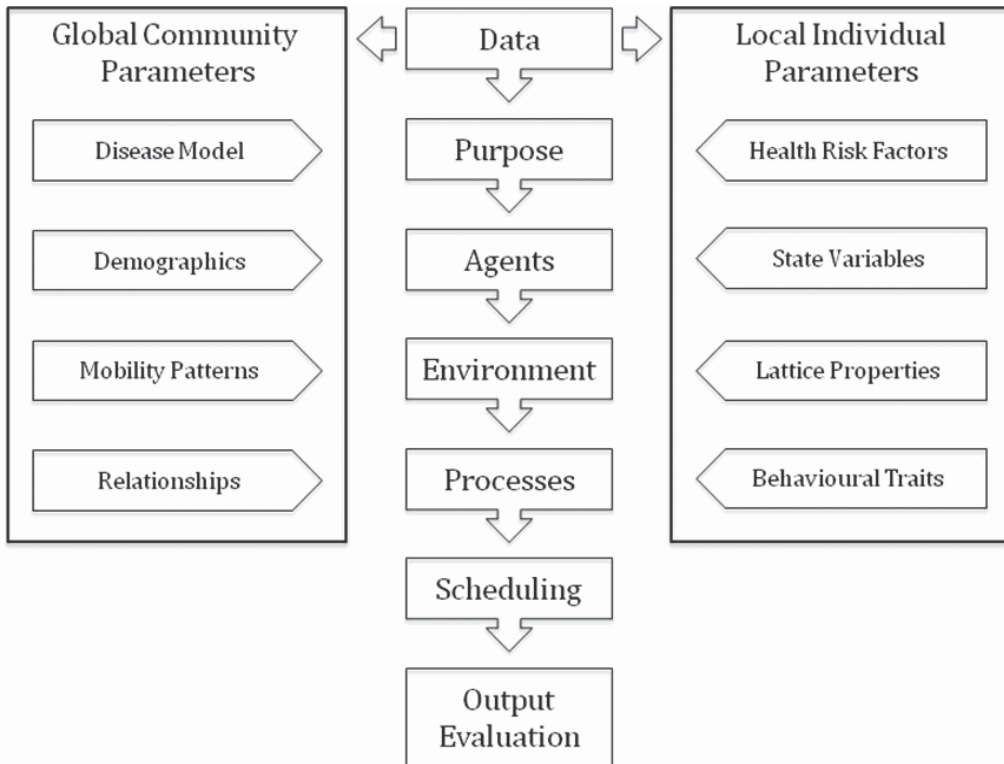 Global Community
Parameters
Disease Model
Demographics
Mobility Patterns
Relationships
Data
Purpose
Agents
Environment
Processes
Scheduling
Output
Evaluation
Local Individual
Parameters
Health Risk Factors
State Variables
Lattice Properties
Behavioural Traits